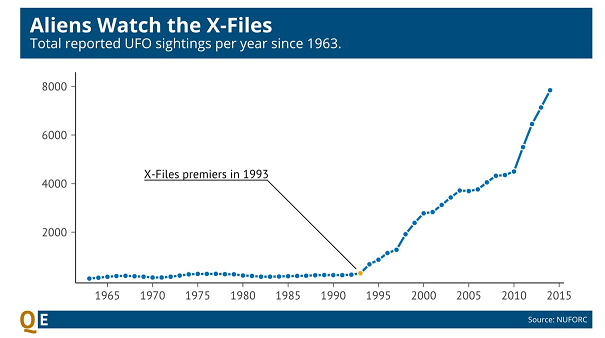 Aliens Watch the X-Files
Total reported UFO sightings per year since 1963.
8000
6000
4000
2000
X-Files premiers in 1993
1965 1970 1975 1980 1985 1990 1995 2000 2005 2010 2015
QE
Source: NUFORC